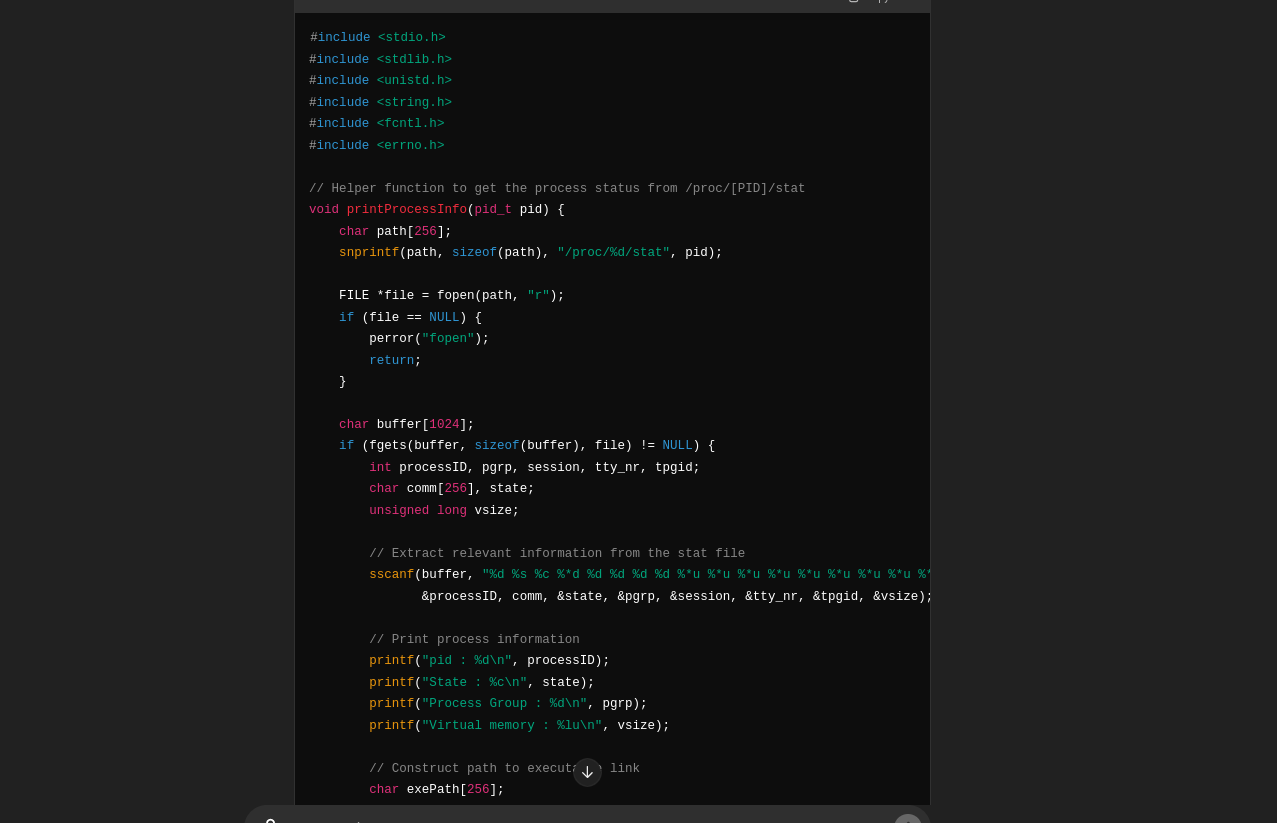 #include <stdio.h>
#include <stdlib.h>
#include <unistd.h>
#include <string.h>
#include <fcntl.h>
#include <errno.h>
// Helper function to get the process status from /proc/[PID]/stat
void printProcessInfo(pid_t pid) {
    char path[256];
    snprintf(path, sizeof(path), "/proc/%d/stat", pid);
    FILE *file = fopen(path, "r");
    if (file == NULL) {
        perror("fopen");
        return;
    }
    char buffer[1024];
    if (fgets(buffer, sizeof(buffer), file) != NULL) {
        int processID, pgrp, session, tty_nr, tpgid;
        char comm[256], state;
        unsigned long vsize;
        // Extract relevant information from the stat file
        sscanf(buffer, "%d %s %c %*d %d %d %d %d %*u %*u %*u %*u %*u %*u %*u %*u %*
               &processID, comm, &state, &pgrp, &session, &tty_nr, &tpgid, &vsize);
        // Print process information
        printf("pid : %d\n", processID);
        printf("State : %c\n", state);
        printf("Process Group : %d\n", pgrp);
        printf("Virtual memory : %lu\n", vsize);
        // Construct path to link
        char exePath[256];